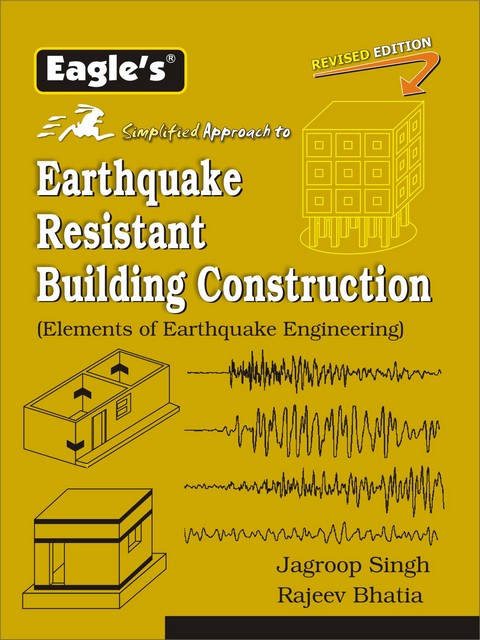 Eagle's®
REVISED EDITION
Simplified Approach to
Earthquake
Resistant
Building Construction
(Elements of Earthquake Engineering)
Jagroop Singh
Rajeev Bhatia